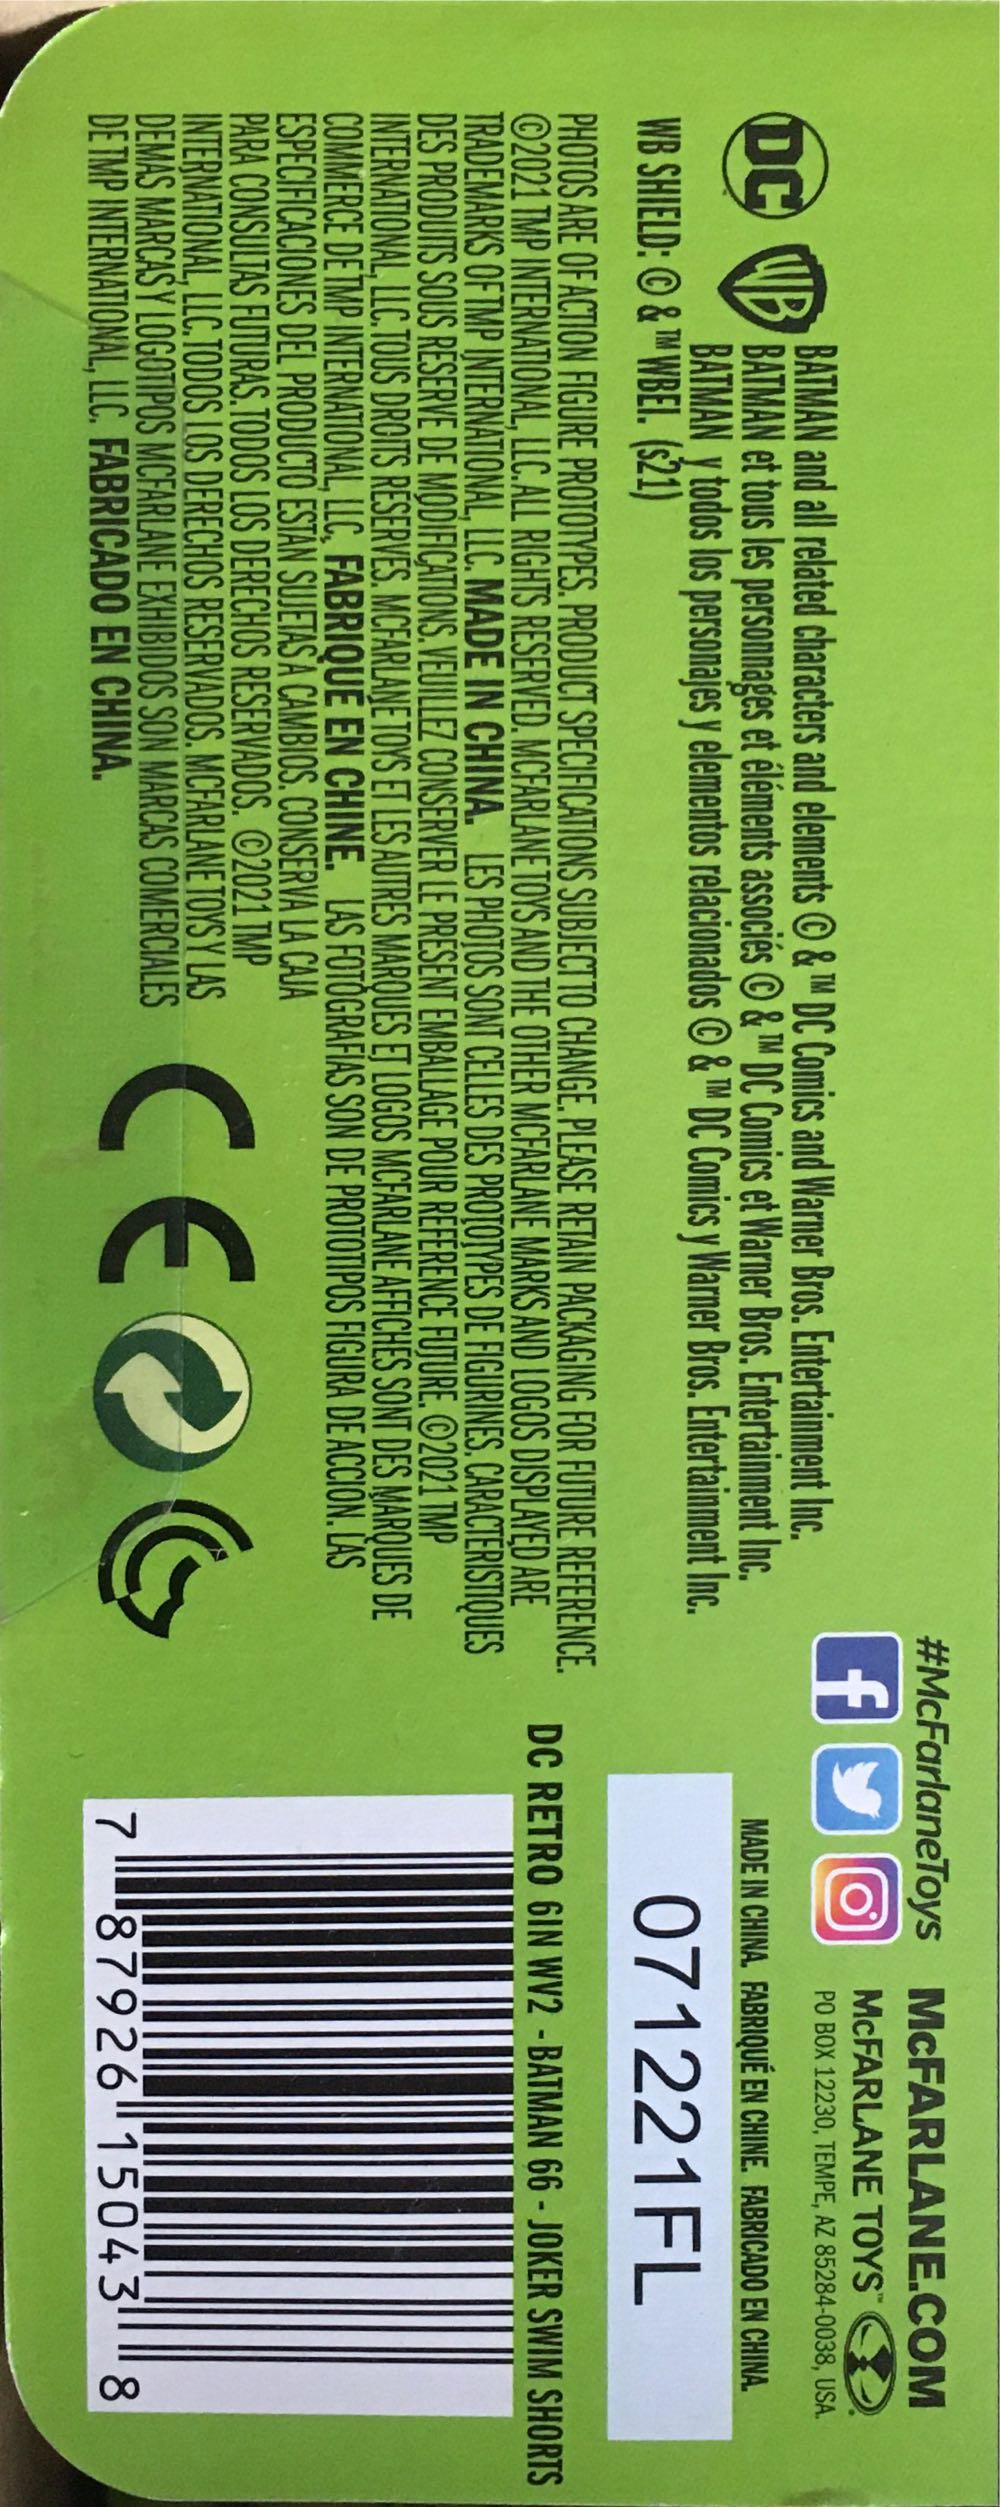 DC WB
BATMAN and all related characters and elements © & ™ DC Comics and Warner Bros. Entertainment Inc.
BATMAN et tous les personnages et éléments associés © & ™ DC Comics et Warner Bros. Entertainment Inc.
BATMAN y todos los personajes y elementos relacionados © & ™ DC Comics y Warner Bros. Entertainment Inc.
WB SHIELD: © & ™ WBEI. (s21)
PHOTOS ARE OF ACTION FIGURE PROTOTYPES. PRODUCT SPECIFICATIONS SUBJECT TO CHANGE. PLEASE RETAIN PACKAGING FOR FUTURE REFERENCE.
©2021 TMP INTERNATIONAL, LLC. ALL RIGHTS RESERVED. MCFARLANE TOYS AND THE OTHER MCFARLANE MARKS AND LOGOS DISPLAYED ARE
TRADEMARKS OF TMP INTERNATIONAL, LLC. MADE IN CHINA. LES PHOTOS SONT CELLES DES PROTOTYPES DE FIGURINES. CARACTERISTIQUES
DES PRODUITS SOUS RÉSERVE DE MODIFICATIONS. VEUILLEZ CONSERVER LE PRÉSENT EMBALLAGE POUR RÉFÉRENCE FUTURE. ©2021 TMP
INTERNATIONAL, LLC. TOUS DROITS RESERVES. MCFARLANE TOYS ET LES AUTRES MARQUES ET LOGOS MCFARLANE AFFICHES SONT DES MARQUES DE
COMMERCE DE TMP INTERNATIONAL, LLC. FABRIQUE EN CHINE. LAS FOTOGRAFÍAS SON DE PROTOTIPOS FIGURA DE ACCIÓN. LAS
ESPECIFICACIONES DEL PRODUCTO ESTÁN SUJETAS A CAMBIOS. CONSERVA LA CAJA
PARA CONSULTAS FUTURAS. TODOS LOS DERECHOS RESERVADOS. ©2021 TMP
INTERNATIONAL, LLC. TODOS LOS DERECHOS RESERVADOS. MCFARLANE TOYS Y LAS
DEMAS MARCAS Y LOGOTIPOS MCFARLANE EXHIBIDOS SON MARCAS COMERCIALES
DE TMP INTERNATIONAL, LLC. FABRICADO EN CHINA.
CE
#McFarlaneToys
McFARLANE.COM
McFARLANE TOYS™
PO BOX 12230, TEMPE, AZ 85284-0038, USA.
MADE IN CHINA. FABRIQUÉ EN CHINE. FABRICADO EN CHINA.
071221FL
DC RETRO 6IN WV2 - BATMAN 66 - JOKER SWIM SHORTS
7 87926 15043 8